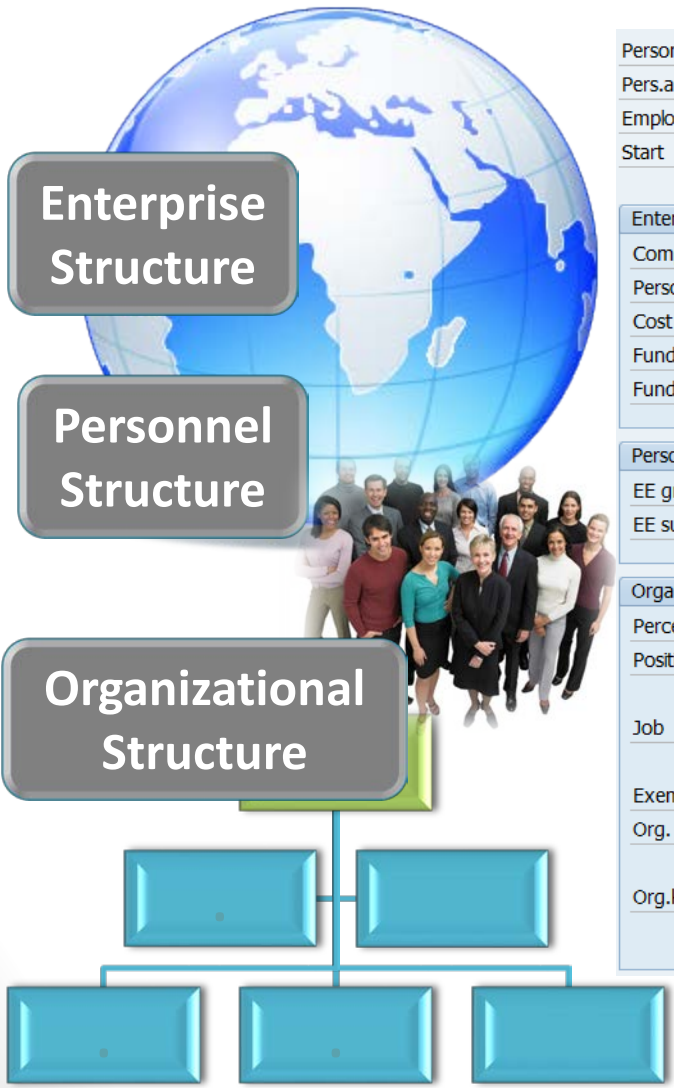 Enterprise
Structure
Personnel
Structure
Organizational
Structure
Person
Pers.a
Emplo
Start
Enter
Com
Perso
Cost
Fund
Fund
Perso
EE gr
EE su
Orga
Perce
Posit
Job
Exem
Org.
Org.k